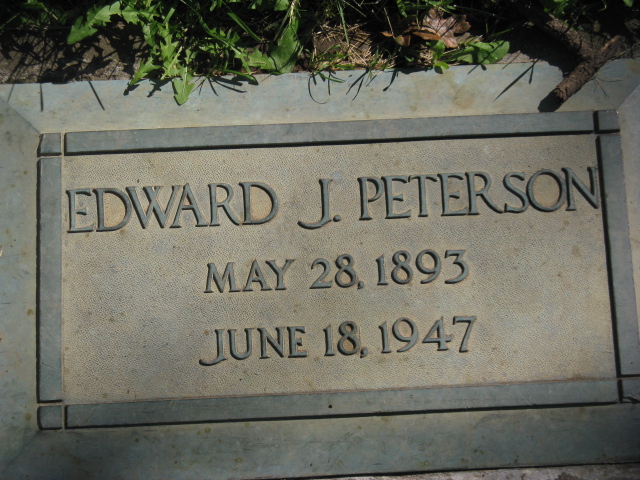 EDWARD J. PETERSON
MAY 28, 1893
JUNE 18, 1947